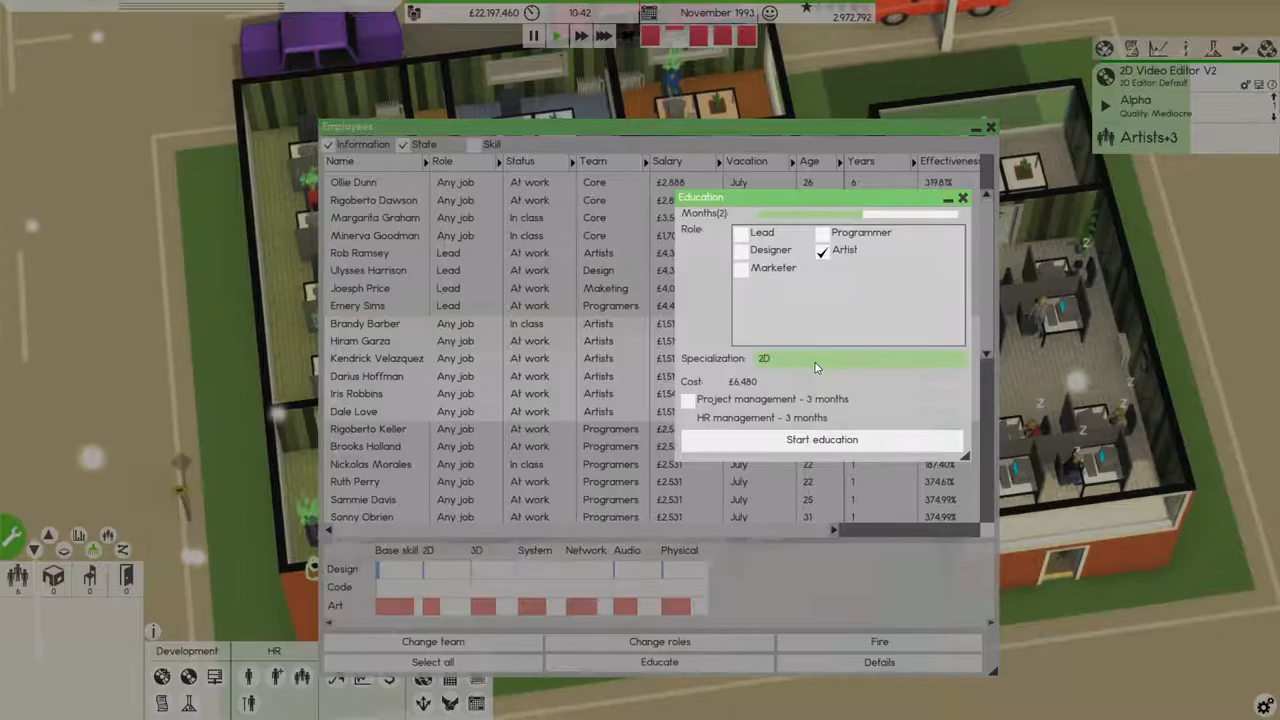 £22,197,460 10:42 November 1993 2,972,792
2D Video Editor V2
2D Editor Default
Alpha
Quality: Mediocre
Artists+3
Employees
Information State Skill
Name Role Status Team Salary Vacation Age Years Effectiveness
Ollie Dunn Any job At work Core £2,888 July 26 6 319.81%
Rigoberto Dawson Any job At work Core
Margarita Graham Any job In class Core
Minerva Goodman Any job In class Core
Rob Ramsey Lead At work Artists
Ulysses Harrison Lead At work Design
Joesph Price Lead At work Maketing
Emery Sims Lead At work Programers
Brandy Barber Any job In class Artists
Hiram Garza Any job At work Artists
Kendrick Velazquez Any job At work Artists
Darius Hoffman Any job At work Artists
Iris Robbins Any job At work Artists
Dale Love Any job At work Artists
Rigoberto Keller Any job At work Programers
Brooks Holland Any job At work Programers
Nickolas Morales Any job In class Programers £2,531 July 22 1 187.40%
Ruth Perry Any job At work Programers £2,531 July 22 1 374.61%
Sammie Davis Any job At work Programers £2,531 July 25 1 374.99%
Sonny Obrien Any job At work Programers £2,531 July 31 1 374.99%
Education
Months(2)
Role:
Lead Programmer
Designer Artist
Marketer
Specialization: 2D
Cost: £6,480
Project management - 3 months
HR management - 3 months
Start education
Base skill 2D 3D System Network Audio Physical
Design
Code
Art
Change team Change roles Fire
Select all Educate Details
6 0 0 0
Development HR
Z
Z
Z
Z
Z